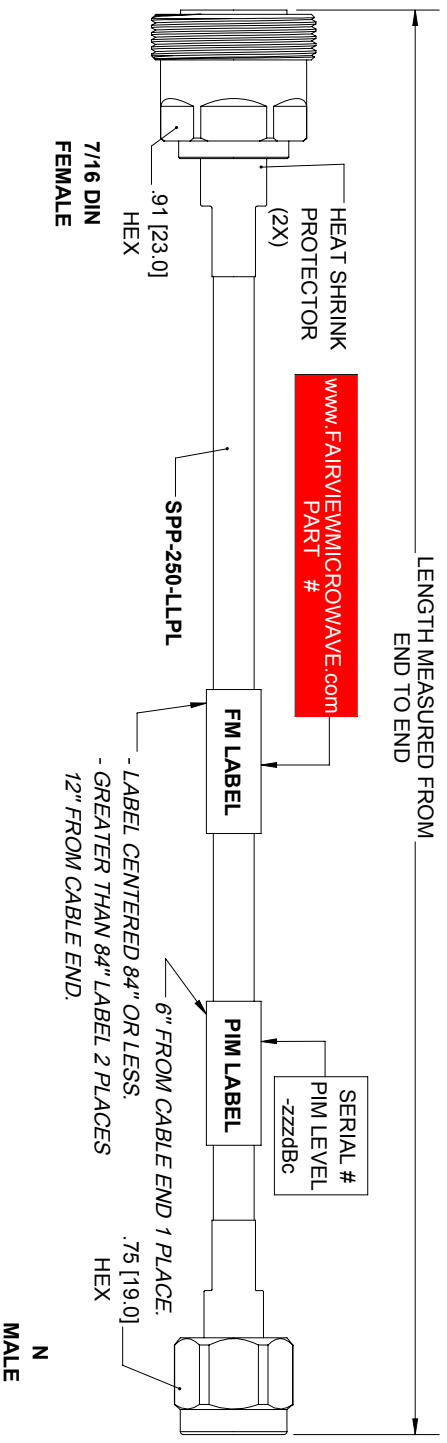 LENGTH MEASURED FROM
END TO END
HEAT SHRINK
PROTECTOR
(2X)
www.FAIRVIEWMICROWAVE.com
PART #
SERIAL #
PIM LEVEL
-zzzdBc
FM LABEL
PIM LABEL
.91 [23.0]
HEX
7/16 DIN
FEMALE
SPP-250-LLPL
6" FROM CABLE END 1 PLACE.
- LABEL CENTERED 84" OR LESS.
- GREATER THAN 84" LABEL 2 PLACES
12" FROM CABLE END.
.75 [19.0]
HEX
N
MALE